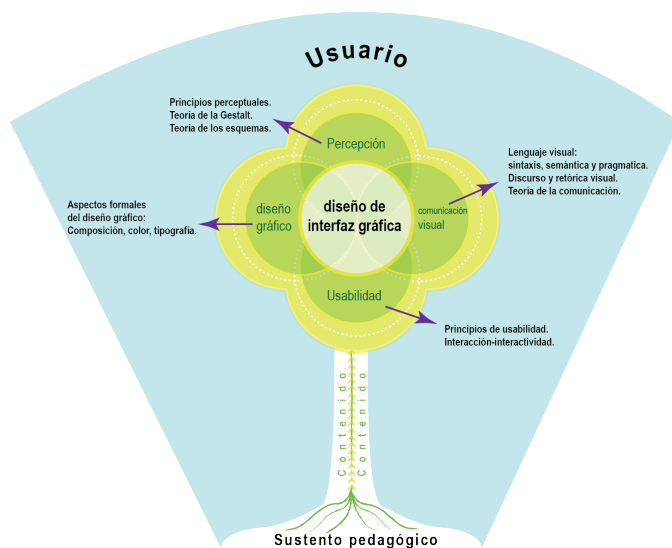 Usuario
Principios perceptuales.
Teoría de la Gestalt.
Teoría de los esquemas.
Percepción
Lenguaje visual:
sintaxis, semàntica y pragmatica.
Discurso y retòrica visual.
Teoría de la comunicación.
Aspectos formales
del diseño gráfico:
Composición, color, tipografía.
diseño
gráfico
diseño de
interfaz gráfica
comunicación
visual
Usabilidad
Principios de usabilidad.
Interacción-interactividad.
Contenido
Contenido
Sustento pedagógico